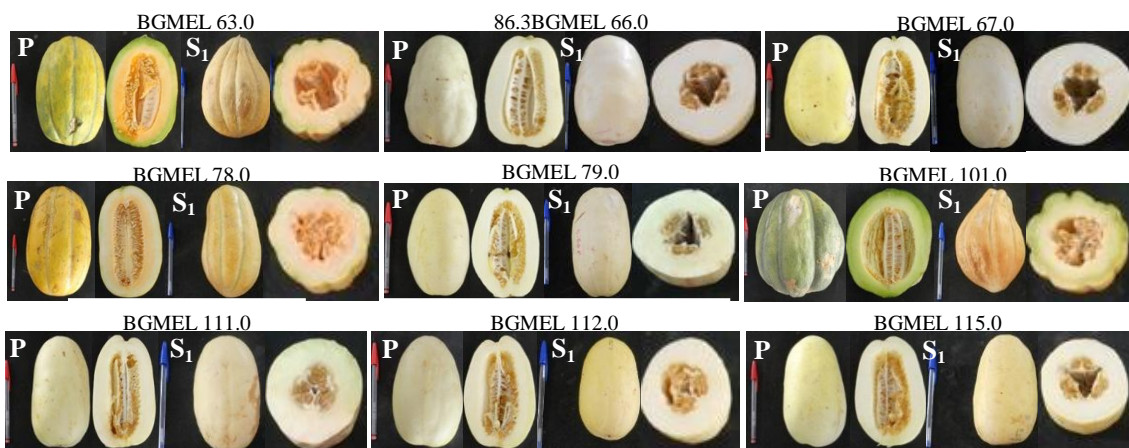 BGMEL 63.0
86.3BGMEL 66.0
BGMEL 67.0
P
S1
P
S1
P
S1
BGMEL 78.0
BGMEL 79.0
BGMEL 101.0
P
S1
P
S1
P
S1
BGMEL 111.0
BGMEL 112.0
BGMEL 115.0
P
S1
P
S1
P
S1